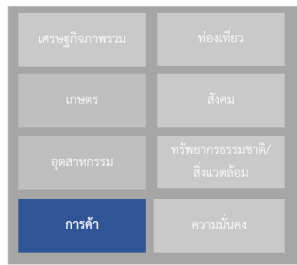 เศรษฐกิจภาพรวม
ท่องเที่ยว
เกษตร
สังคม
อุตสาหกรรม
ทรัพยากรธรรมชาติ/
สิ่งแวดล้อม
การค้า
ความมั่นคง